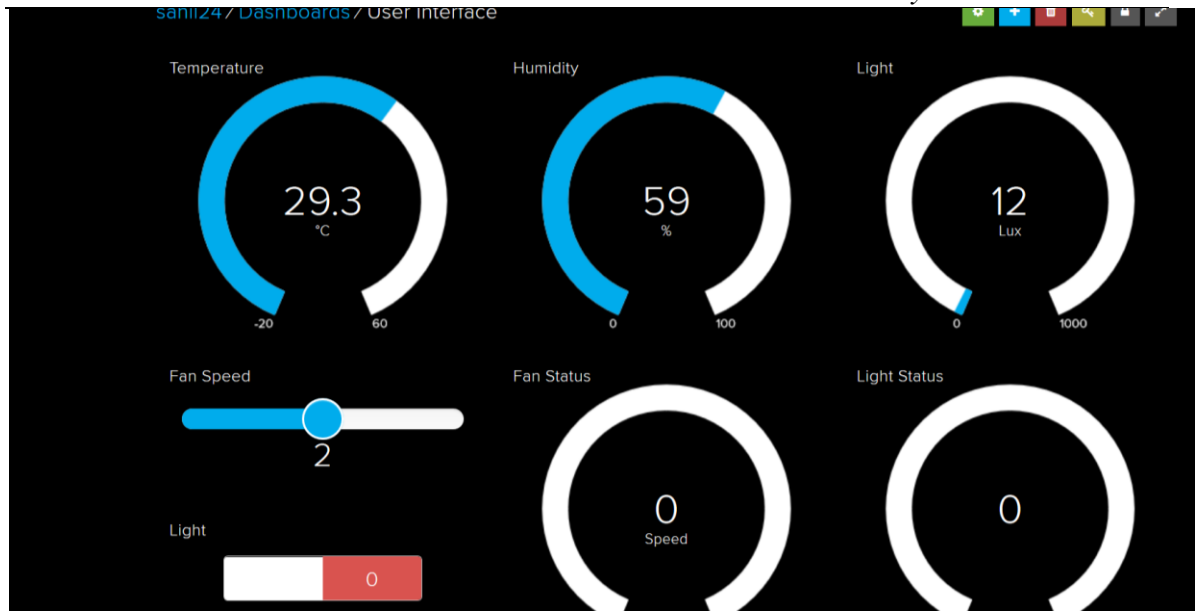 sanil24 / Dashboards / User Interface
Temperature
29.3
°C
-20 60
Humidity
59
%
0 100
Light
12
Lux
0 1000
Fan Speed
2
Fan Status
0
Speed
Light Status
0
Light
0